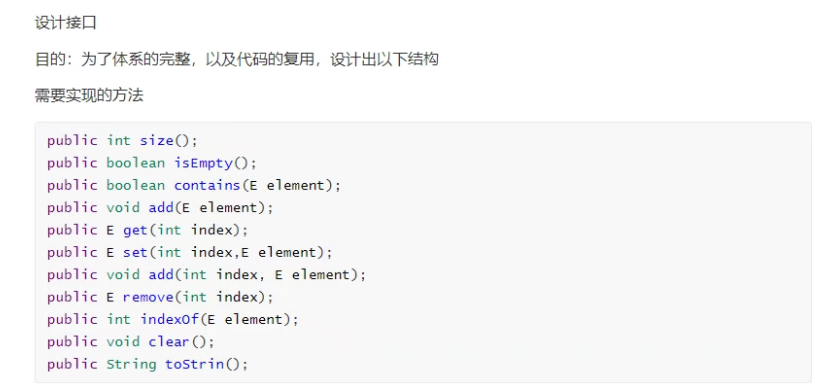 设计接口
目的：为了体系的完整，以及代码的复用，设计出以下结构
需要实现的方法
public int size();
public boolean isEmpty();
public boolean contains(E element);
public void add(E element);
public E get(int index);
public E set(int index,E element);
public void add(int index, E element);
public E remove(int index);
public int indexOf(E element);
public void clear();
public String toStrin();